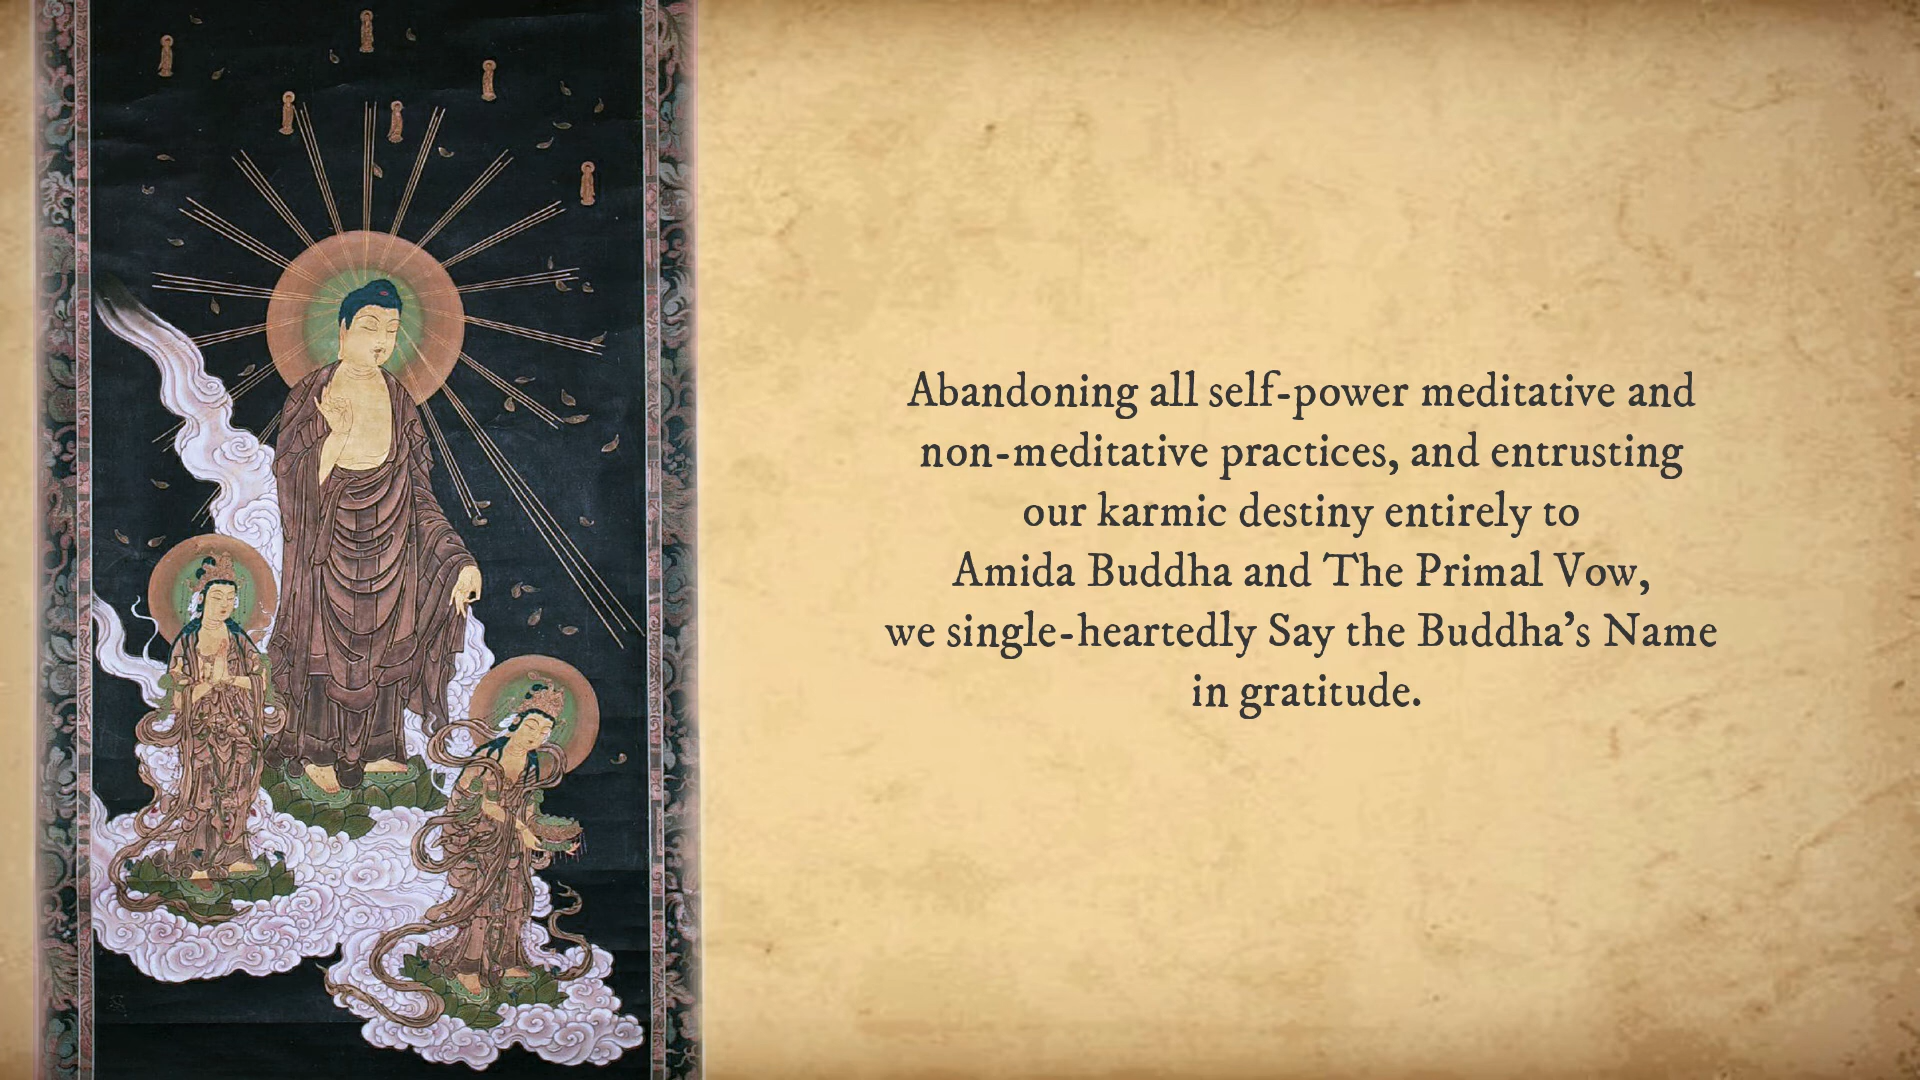 Abandoning all self-power meditative and
non-meditative practices, and entrusting
our karmic destiny entirely to
Amida Buddha and The Primal Vow,
we single-heartedly Say the Buddha’s Name
in gratitude.